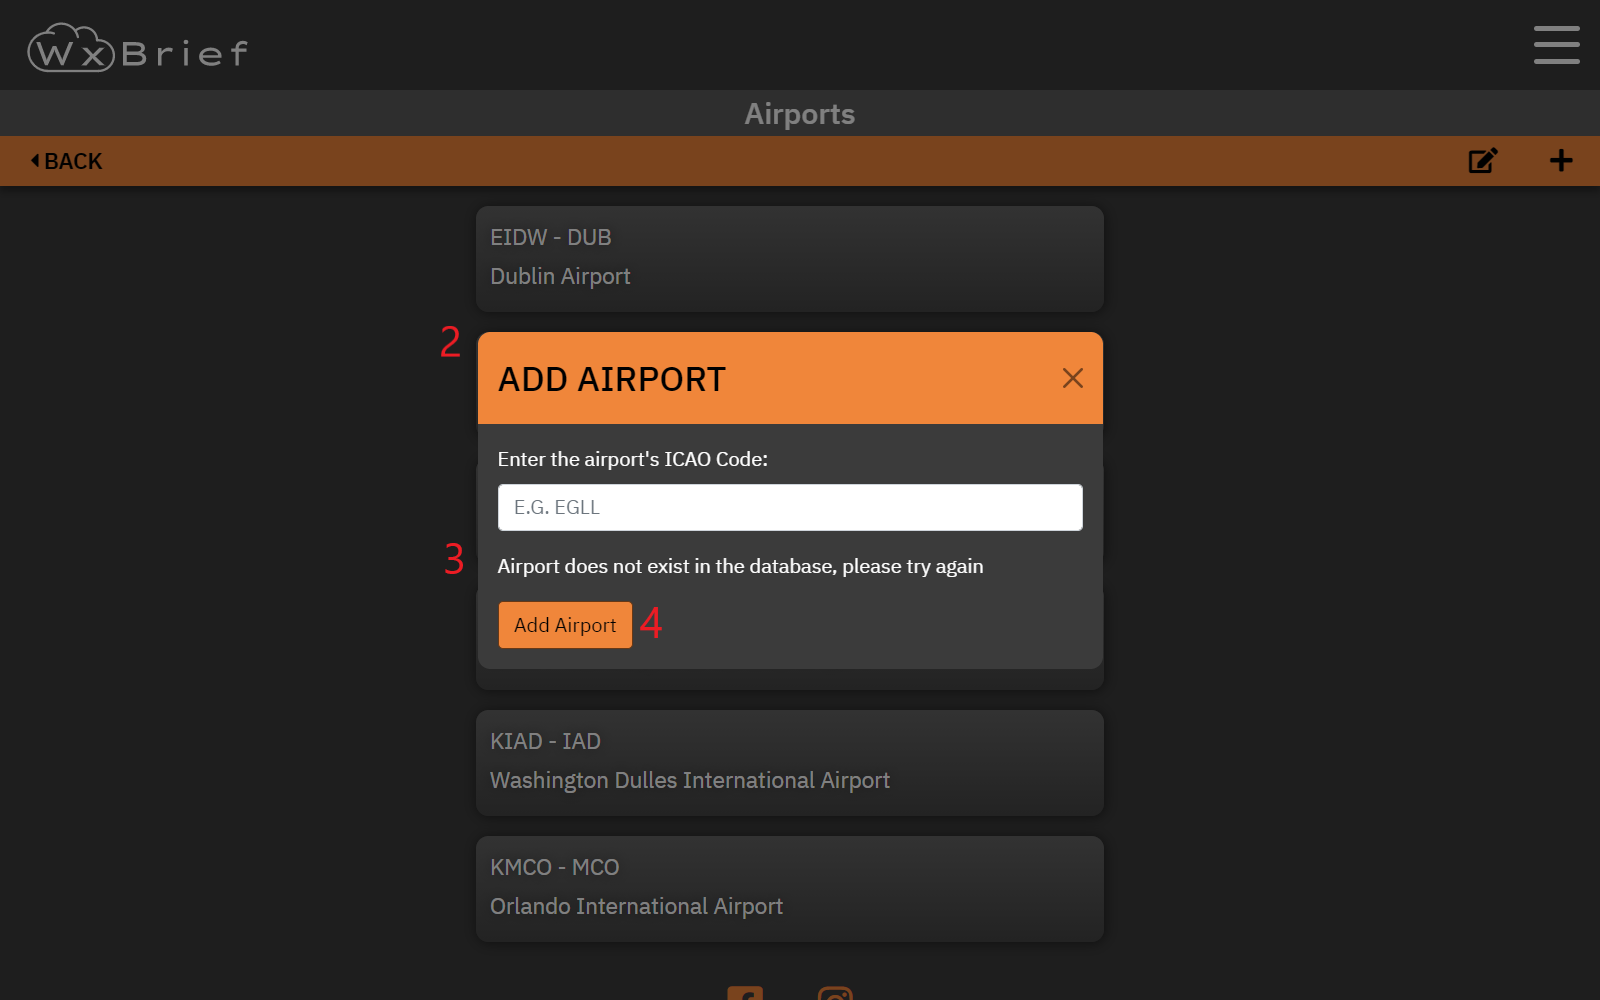 WxBrief
Airports
BACK
EIDW - DUB
Dublin Airport
2
ADD AIRPORT
Enter the airport's ICAO Code:
E.G. EGLL
3
Airport does not exist in the database, please try again
Add Airport 4
KIAD - IAD
Washington Dulles International Airport
KMCO - MCO
Orlando International Airport